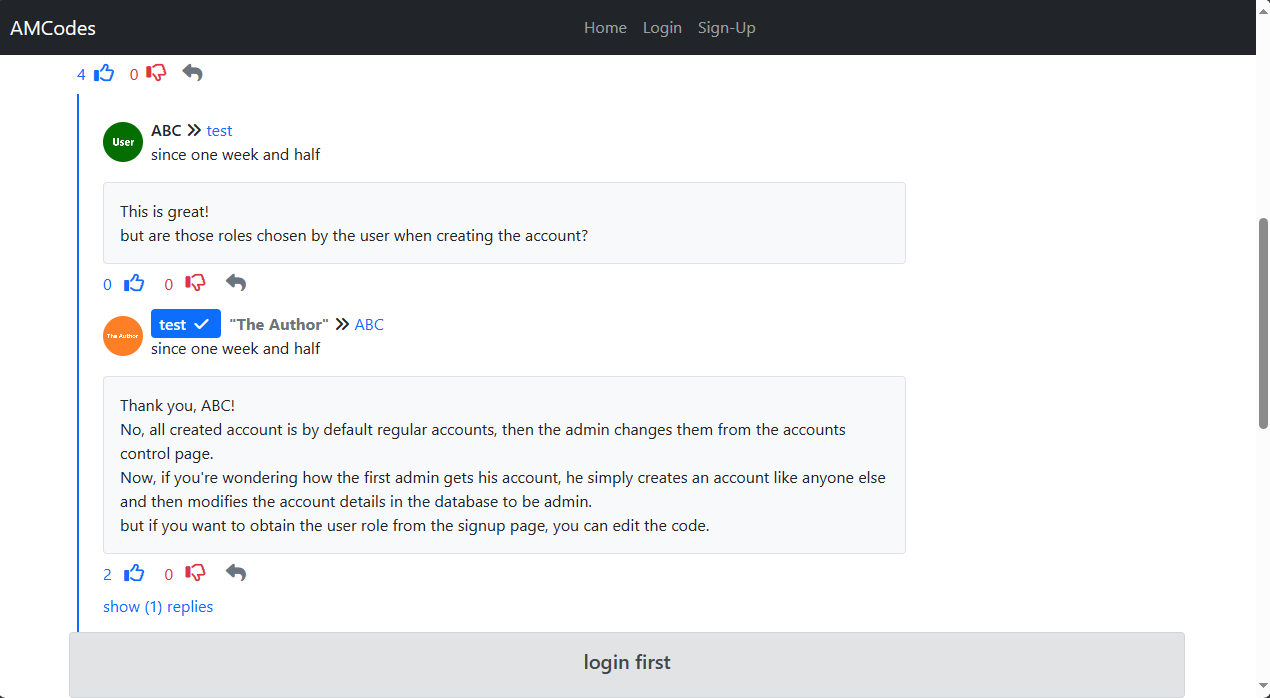 AMCodes Home Login Sign-Up
4 0
User ABC test
since one week and half
This is great!
but are those roles chosen by the user when creating the account?
0 0
The Author test "The Author" ABC
since one week and half
Thank you, ABC!
No, all created account is by default regular accounts, then the admin changes them from the accounts
control page.
Now, if you're wondering how the first admin gets his account, he simply creates an account like anyone else
and then modifies the account details in the database to be admin.
but if you want to obtain the user role from the signup page, you can edit the code.
2 0
show (1) replies
login first